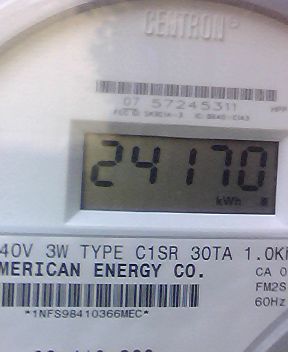 CENTRON®
07 57245311
24170
kWh
40V 3W TYPE C1SR 30TA 1.0K
MERICAN ENERGY CO.
CA 0
FM2S
60Hz
*1NFS98410366MEC*